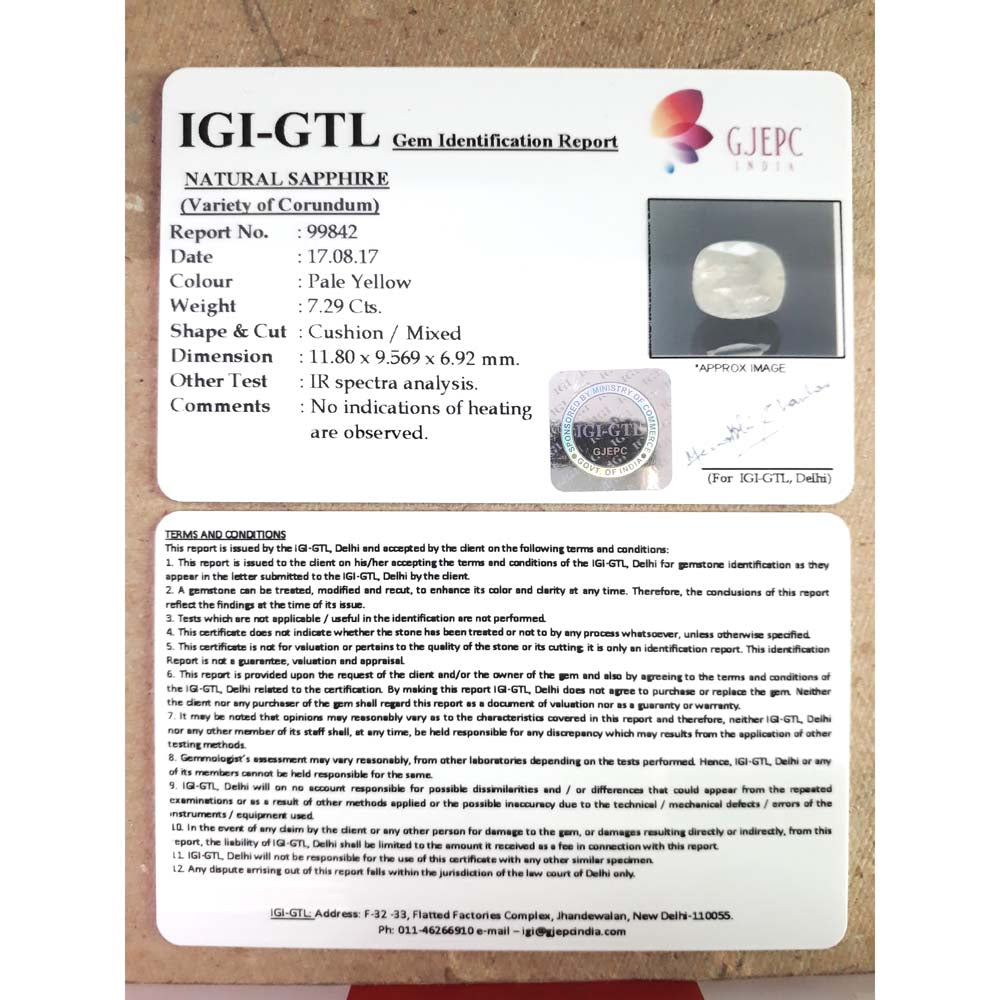 IGI-GTL Gem Identification Report
GJEPC
INDIA
NATURAL SAPPHIRE
(Variety of Corundum)
Report No. : 99842
Date : 17.08.17
Colour : Pale Yellow
Weight : 7.29 Cts.
Shape & Cut : Cushion / Mixed
Dimension : 11.80 x 9.569 x 6.92 mm.
Other Test : IR spectra analysis.
Comments : No indications of heating
are observed.
*APPROX IMAGE
SPONSORED BY MINISTRY OF COMMERCE
IGI-GTL
GJEPC
GOVT. OF INDIA
(For IGI-GTL, Delhi)
TERMS AND CONDITIONS
This report is issued by the IGI-GTL, Delhi and accepted by the client on the following terms and conditions:
1. This report is issued to the client on his/her accepting the terms and conditions of the IGI-GTL, Delhi for gemstone identification as they
appear in the letter submitted to the IGI-GTL, Delhi by the client.
2. A gemstone can be treated, modified and recut, to enhance its color and clarity at any time. Therefore, the conclusions of this report
reflect the findings at the time of its issue.
3. Tests which are not applicable / useful in the identification are not performed.
4. This certificate does not indicate whether the stone has been treated or not to by any process whatsoever, unless otherwise specified.
5. This certificate is not for valuation or pertains to the quality of the stone or its cutting; it is only an identification report. This identification
Report is not a guarantee, valuation and appraisal.
6. This report is provided upon the request of the client and/or the owner of the gem and also by agreeing to the terms and conditions of
the IGI-GTL, Delhi related to the certification. By making this report IGI-GTL, Delhi does not agree to purchase or replace the gem. Neither
the client nor any purchaser of the gem shall regard this report as a document of valuation nor as a guaranty or warranty.
7. It may be noted that opinions may reasonably vary as to the characteristics covered in this report and therefore, neither IGI-GTL, Delhi
nor any other member of its staff shall, at any time, be held responsible for any discrepancy which may results from the application of other
testing methods.
8. Gemmologist's assessment may vary reasonably, from other laboratories depending on the tests performed. Hence, IGI-GTL, Delhi or any
of its members cannot be held responsible for the same.
9. IGI-GTL, Delhi will on no account responsible for possible dissimilarities and / or differences that could appear from the repeated
examinations or as a result of other methods applied or the possible inaccuracy due to the technical / mechanical defects / errors of the
instruments / equipment used.
10. In the event of any claim by the client or any other person for damage to the gem, or damages resulting directly or indirectly, from this
eport, the liability of IGI-GTL, Delhi shall be limited to the amount it received as a fee in connection with this report.
11. IGI-GTL, Delhi will not be responsible for the use of this certificate with any other similar specimen.
12. Any dispute arrising out of this report falls within the jurisdiction of the law court of Delhi only.
IGI-GTL: Address: F-32 -33, Flatted Factories Complex, Jhandewalan, New Delhi-110055.
Ph: 011-46266910 e-mail – igi@gjepcindia.com